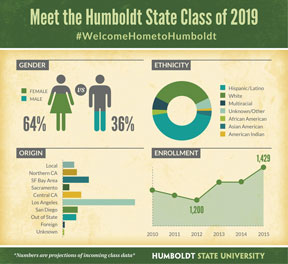 Meet the Humboldt State Class of 2019
#WelcomeHometoHumboldt
GENDER
FEMALE
MALE
VS
64%
36%
ETHNICITY
Hispanic/Latino
White
Multiracial
Unknown/Other
African American
Asian American
American Indian
ORIGIN
Local
Northern CA
SF Bay Area
Sacramento
Central CA
Los Angeles
San Diego
Out of State
Foreign
Unknown
ENROLLMENT
1,429
1,200
2010 2011 2012 2013 2014 2015
*Numbers are projections of incoming class data*
HUMBOLDT STATE UNIVERSITY